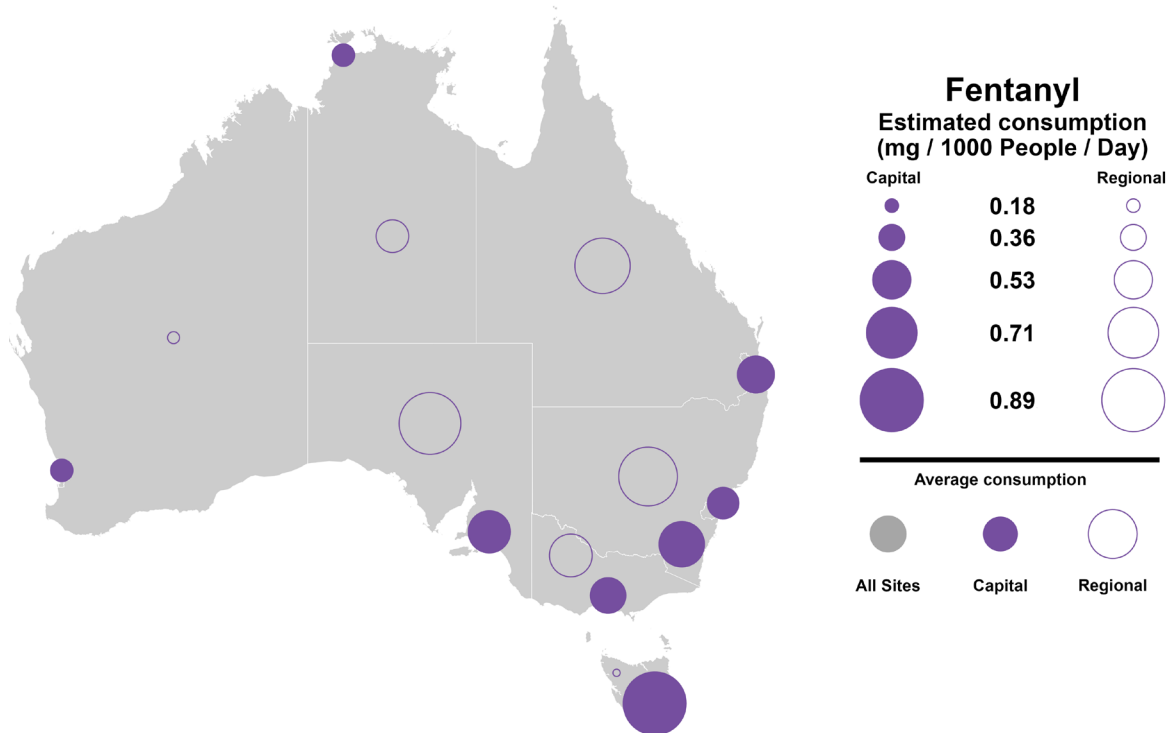 Fentanyl
Estimated consumption
(mg / 1000 People / Day)
Capital Regional
0.18
0.36
0.53
0.71
0.89
Average consumption
All Sites Capital Regional